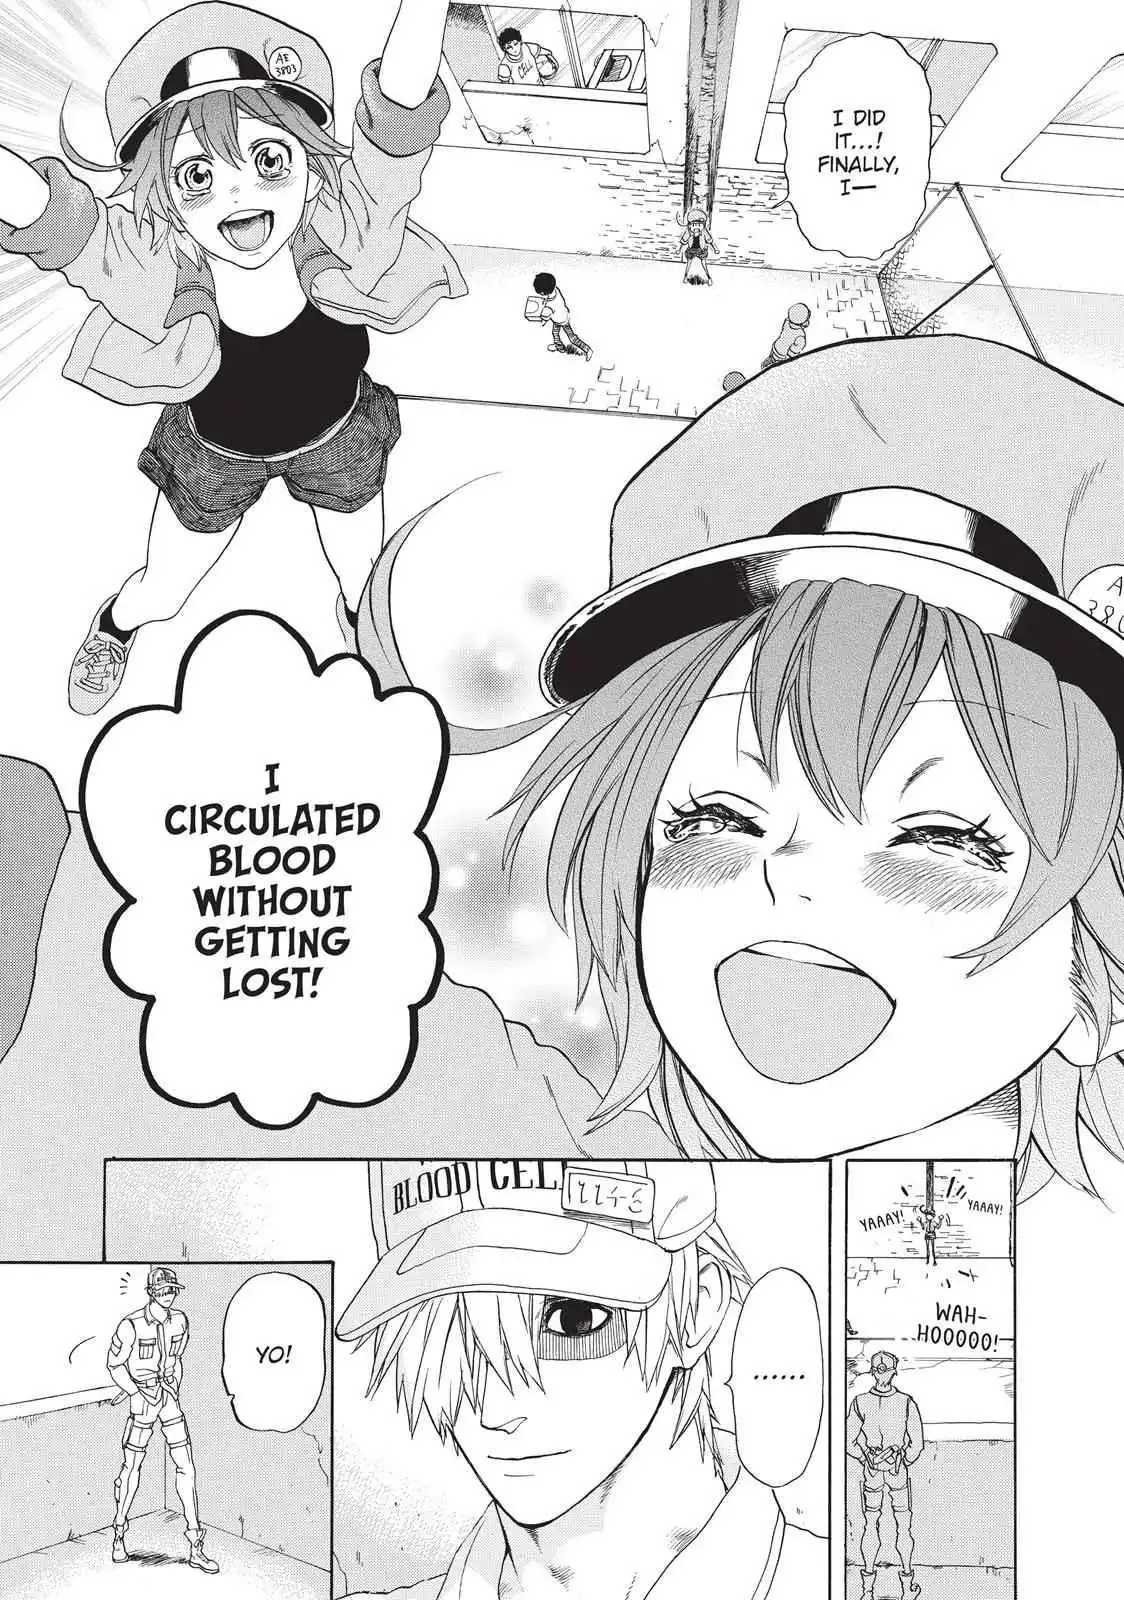 I DID
IT...!
FINALLY,
I—
CELL
AE
3803
AE
380
I
CIRCULATED
BLOOD
WITHOUT
GETTING
LOST!
YAAAY!
YAAAY!
WAH-
HOOOOO!
BLOOD CELL
......
YO!